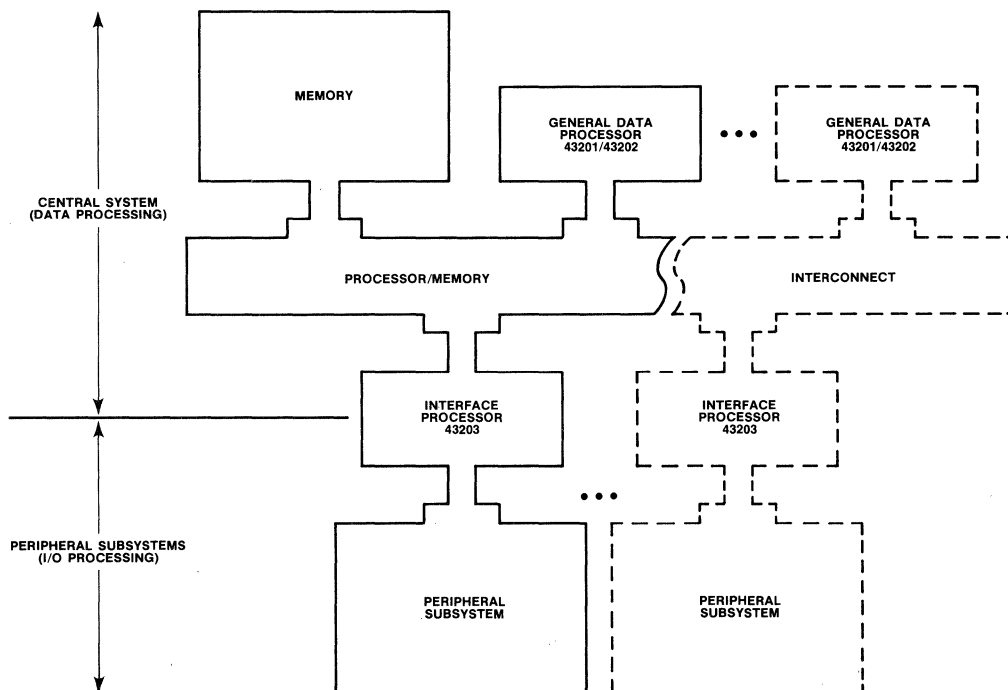 MEMORY
GENERAL DATA
PROCESSOR
43201/43202
GENERAL DATA
PROCESSOR
43201/43202
CENTRAL SYSTEM
(DATA PROCESSING)
PROCESSOR/MEMORY
INTERCONNECT
INTERFACE
PROCESSOR
43203
INTERFACE
PROCESSOR
43203
PERIPHERAL SUBSYSTEMS
(I/O PROCESSING)
PERIPHERAL
SUBSYSTEM
PERIPHERAL
SUBSYSTEM